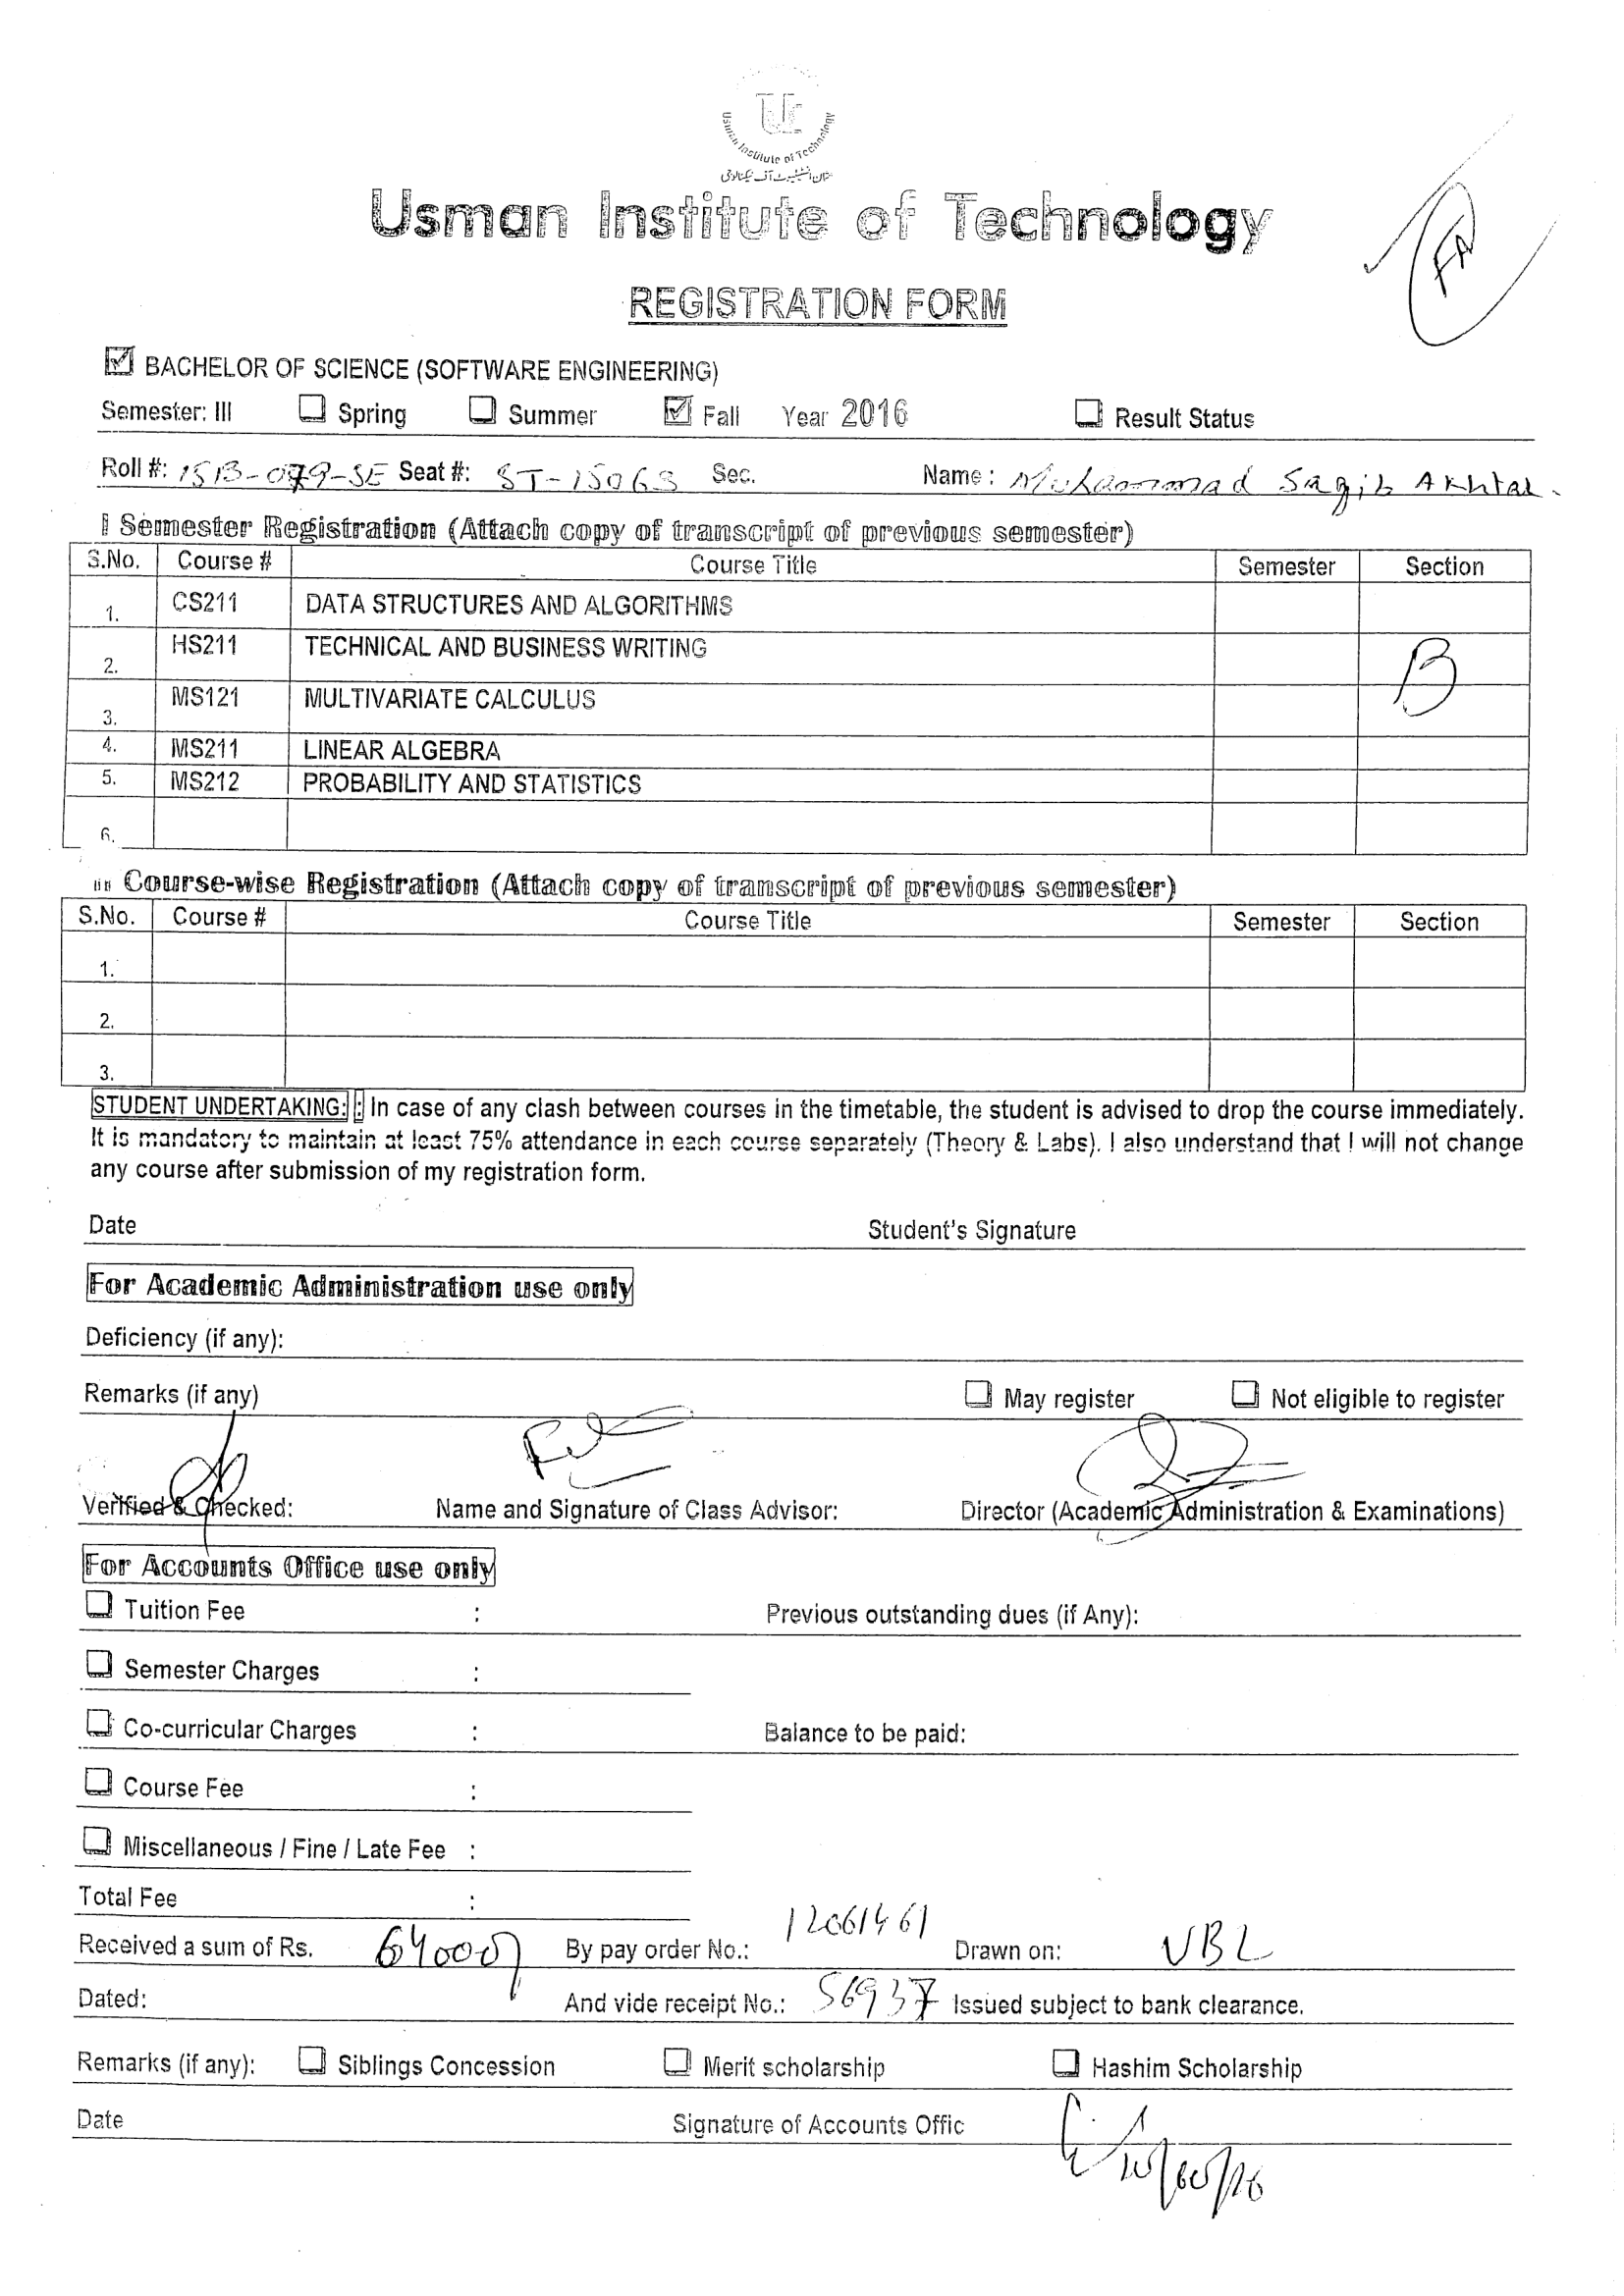 Usman Institute of Technology
Usman Institute of Technology
REGISTRATION FORM
FA
BACHELOR OF SCIENCE (SOFTWARE ENGINEERING)
Semester: III Spring Summer Fall Year 2016 Result Status
Roll #: 15B-079-SE Seat #: ST-15063 Sec. Name : Muhammad Saqib Akhtar.
I Semester Registration (Attach copy of transcript of previous semester)
S.No. Course # Course Title Semester Section
1. CS211 DATA STRUCTURES AND ALGORITHMS
2. HS211 TECHNICAL AND BUSINESS WRITING B
3. MS121 MULTIVARIATE CALCULUS
4. MS211 LINEAR ALGEBRA
5. MS212 PROBABILITY AND STATISTICS
6.
Course-wise Registration (Attach copy of transcript of previous semester)
S.No. Course # Course Title Semester Section
1.
2.
3.
STUDENT UNDERTAKING: : In case of any clash between courses in the timetable, the student is advised to drop the course immediately.
It is mandatory to maintain at least 75% attendance in each course separately (Theory & Labs). I also understand that I will not change
any course after submission of my registration form.
Date Student's Signature
For Academic Administration use only
Deficiency (if any):
Remarks (if any) May register Not eligible to register
Verified & Checked: Name and Signature of Class Advisor: Director (Academic Administration & Examinations)
For Accounts Office use only
Tuition Fee : Previous outstanding dues (if Any):
Semester Charges :
Co-curricular Charges : Balance to be paid:
Course Fee :
Miscellaneous / Fine / Late Fee :
Total Fee :
Received a sum of Rs. 64000 By pay order No.: 12061461 Drawn on: UBL
Dated: And vide receipt No.: 56937 Issued subject to bank clearance.
Remarks (if any): Siblings Concession Merit scholarship Hashim Scholarship
Date Signature of Accounts Offic